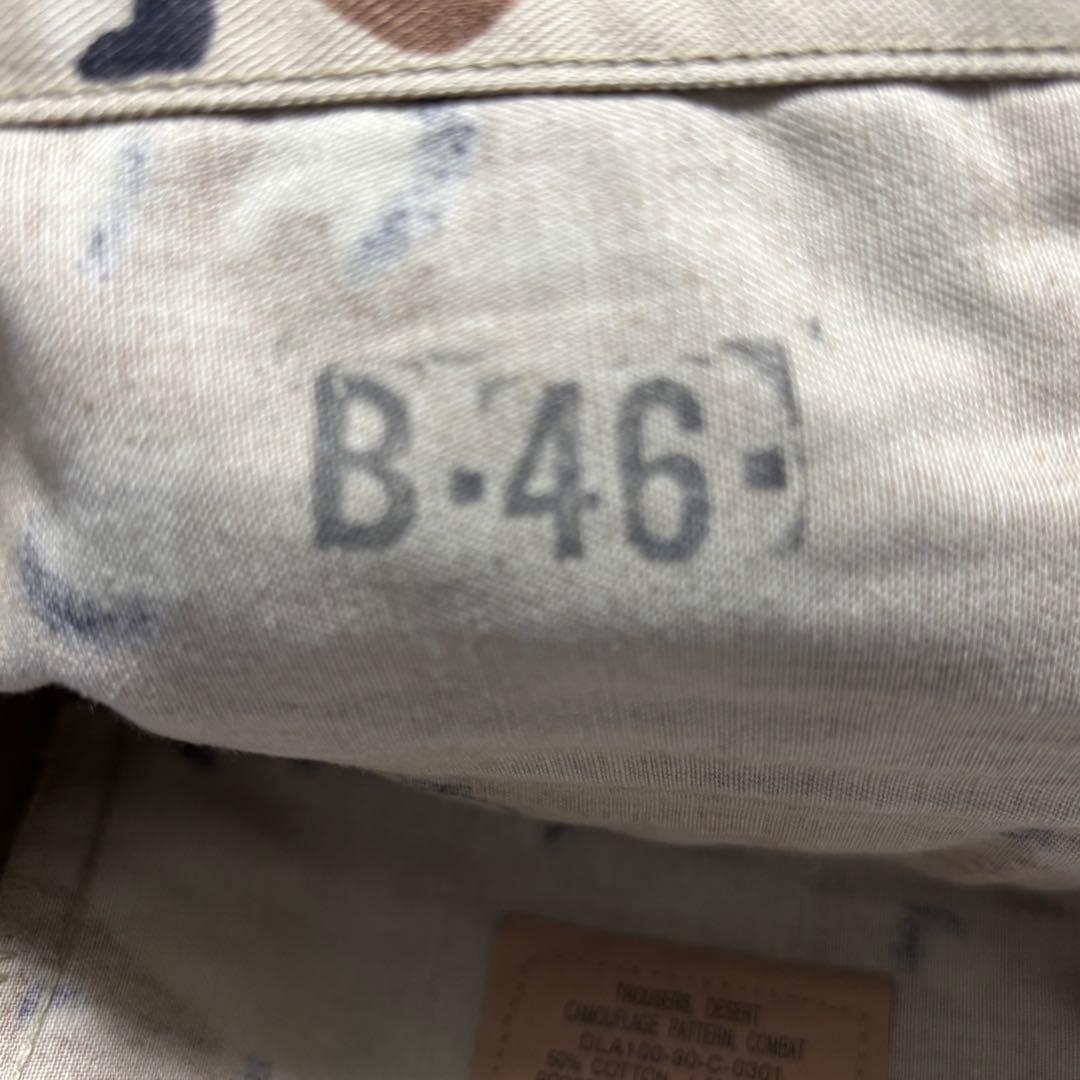 B·46·
TROUSERS, DESERT
CAMOUFLAGE PATTERN, COMBAT
DLA100-90-C-0301
50% COTTON